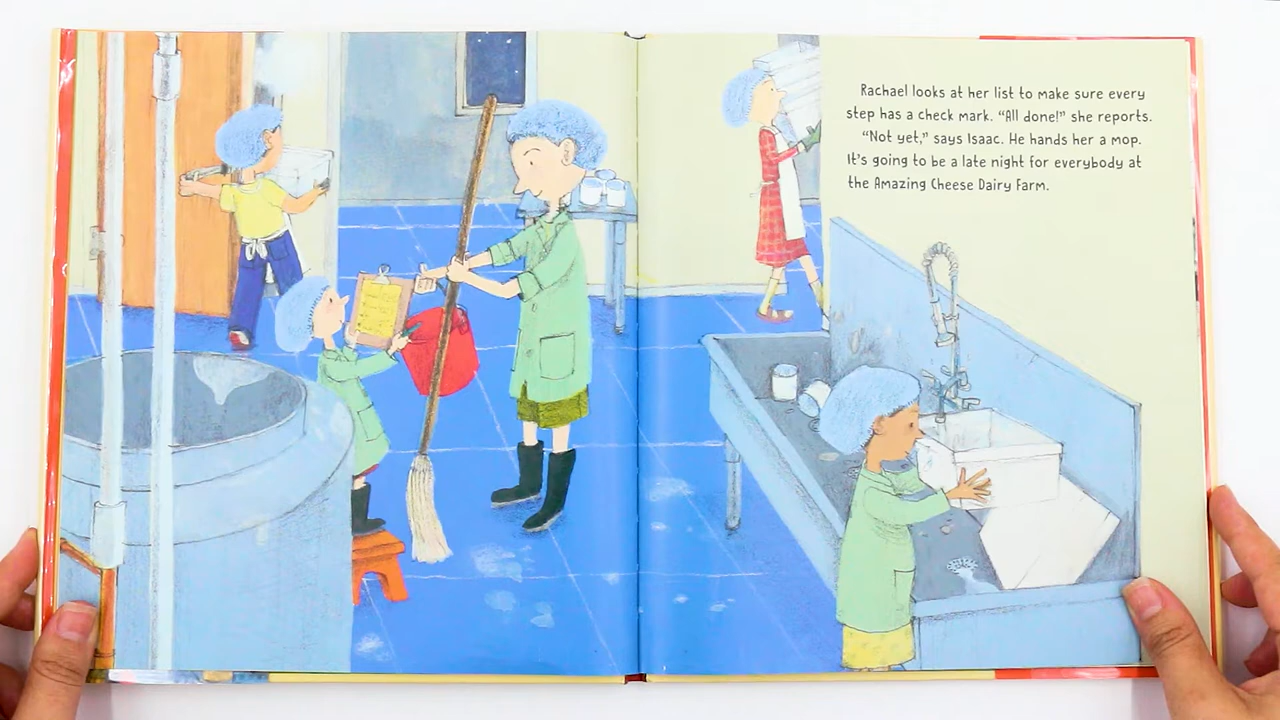 Rachael looks at her list to make sure every
step has a check mark. “All done!” she reports.
“Not yet,” says Isaac. He hands her a mop.
It’s going to be a late night for everybody at
the Amazing Cheese Dairy Farm.